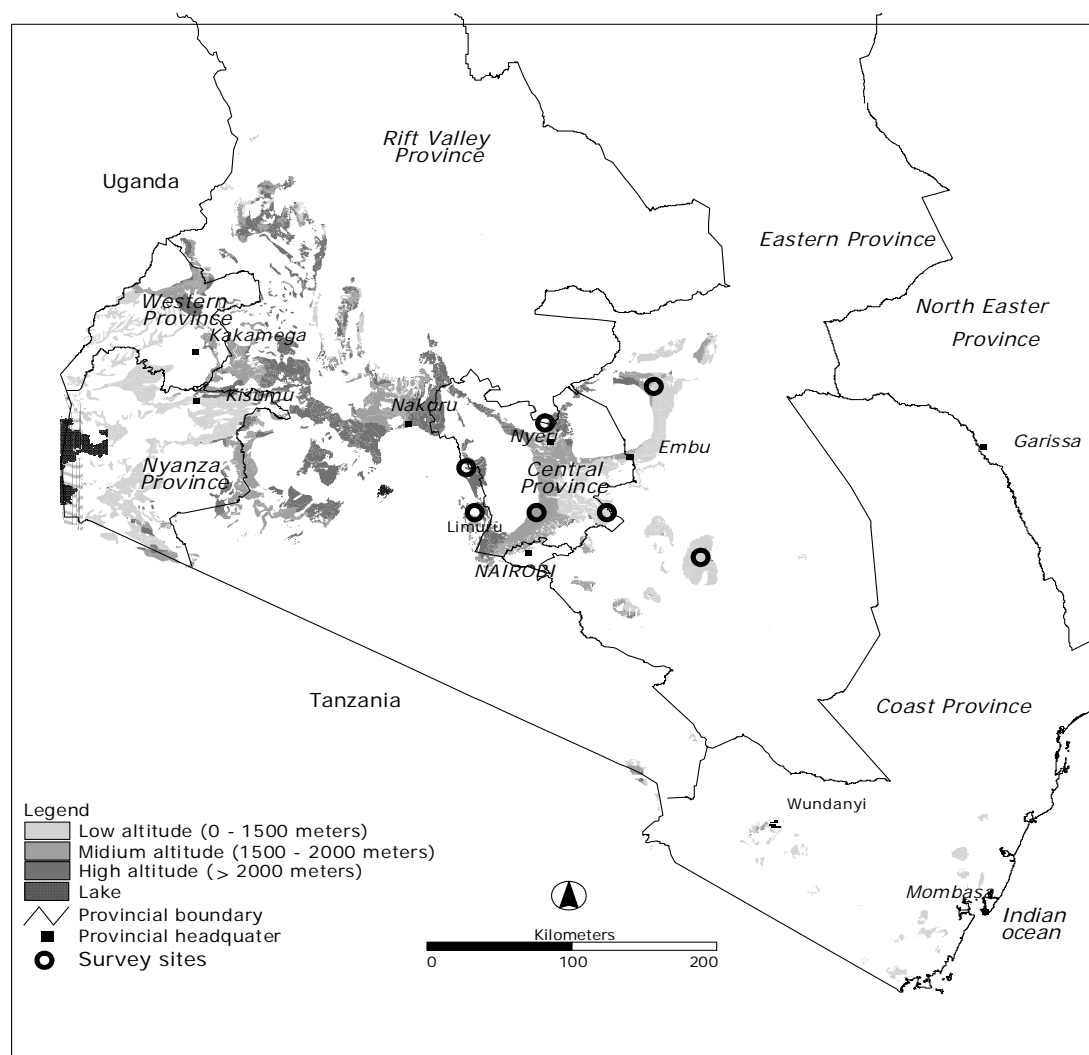 Rift Valley
Province
Uganda
Eastern Province
North Easter
Province
Western
Province
Kakamega
Kisumu
Nakuru
Nyeri
Embu
Garissa
Nyanza
Province
Central
Province
Limuru
NAIROBI
Tanzania
Coast Province
Wundanyi
Mombasa
Indian
ocean
Legend
Low altitude (0 - 1500 meters)
Midium altitude (1500 - 2000 meters)
High altitude (> 2000 meters)
Lake
Provincial boundary
Provincial headquater
Survey sites
Kilometers
0 100 200